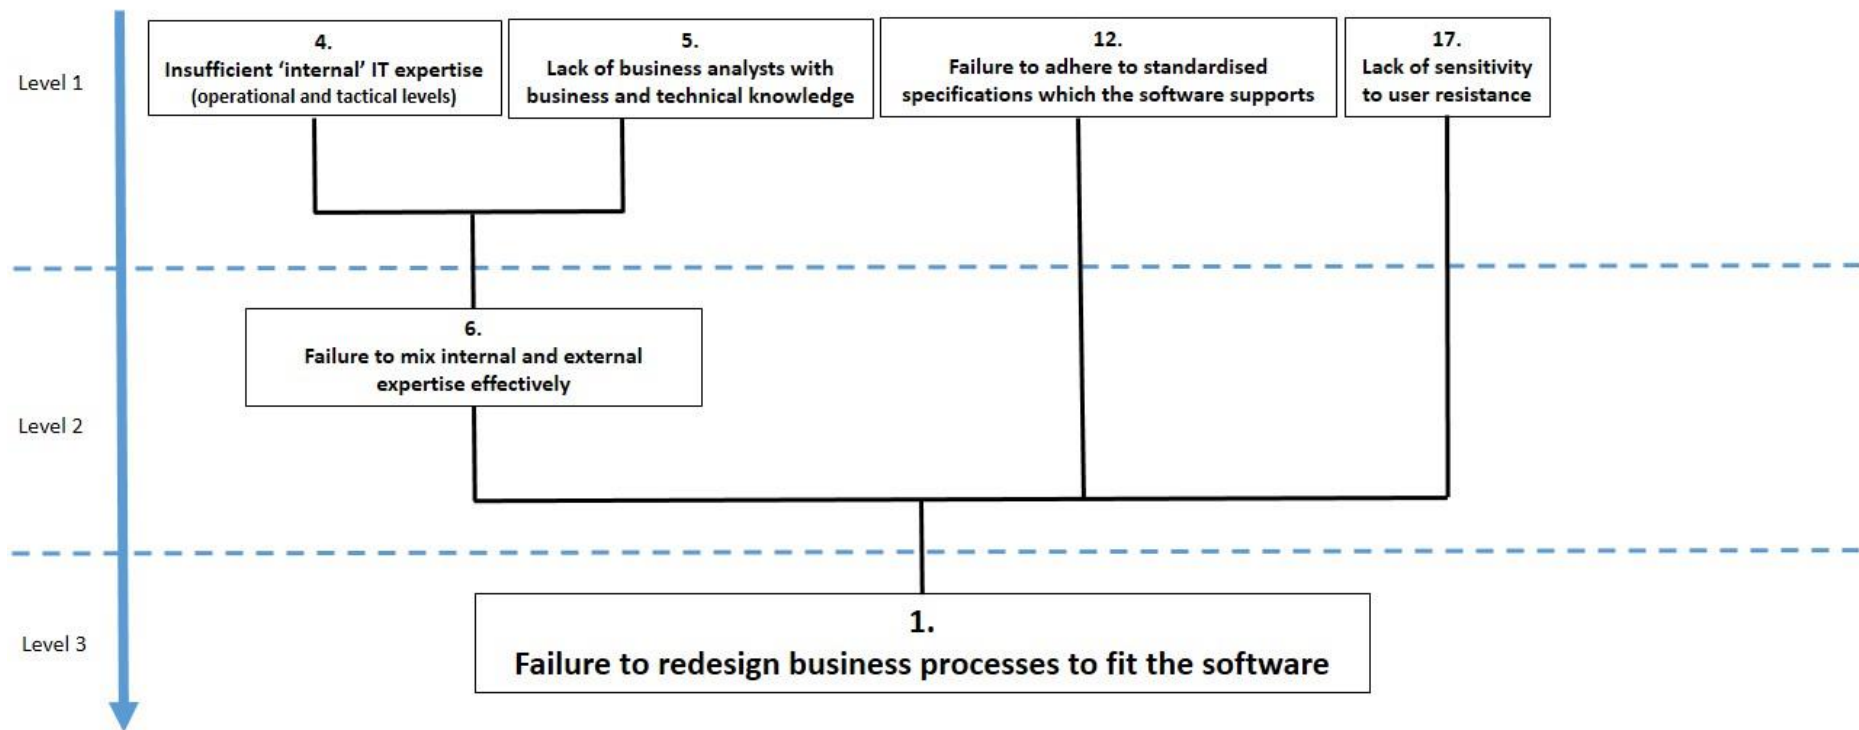 Level 1
4.
Insufficient ‘internal’ IT expertise
(operational and tactical levels)
5.
Lack of business analysts with
business and technical knowledge
12.
Failure to adhere to standardised
specifications which the software supports
17.
Lack of sensitivity
to user resistance
Level 2
6.
Failure to mix internal and external
expertise effectively
Level 3
1.
Failure to redesign business processes to fit the software